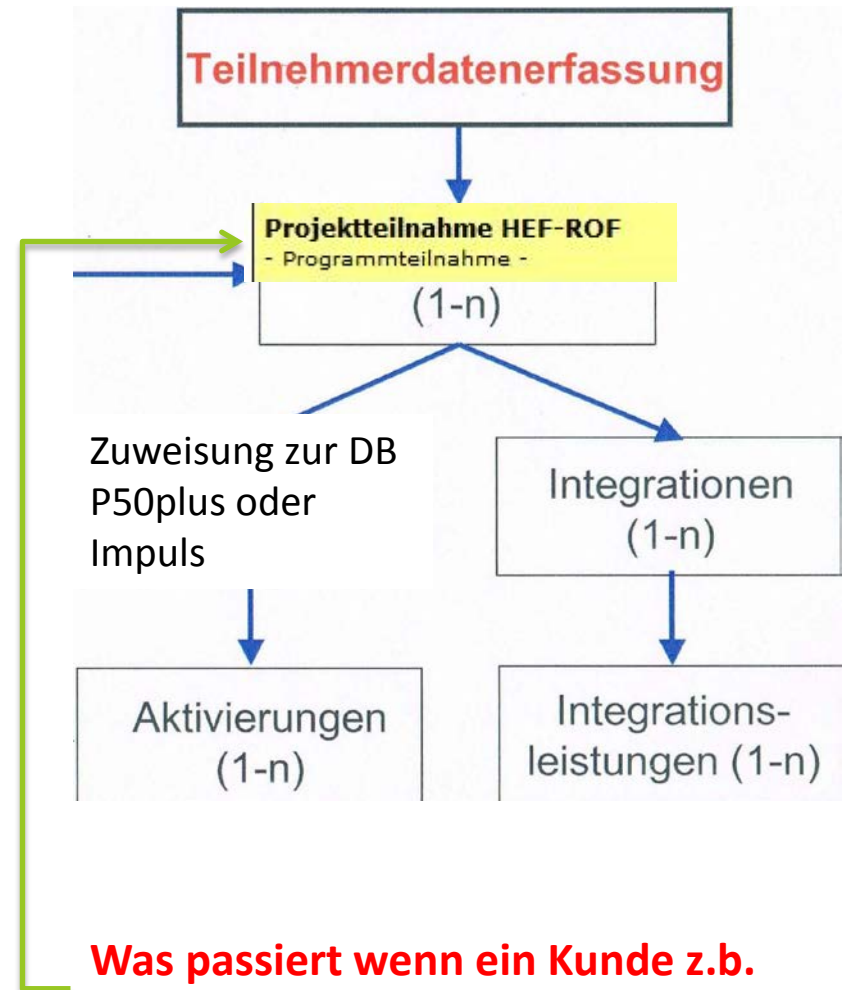 Teilnehmerdatenerfassung
Projektteilnahme HEF-ROF
- Programmteilnahme -
(1-n)
Zuweisung zur DB
P50plus oder
Impuls
Integrationen
(1-n)
Aktivierungen
(1-n)
Integrations-
leistungen (1-n)
Was passiert wenn ein Kunde z.b.